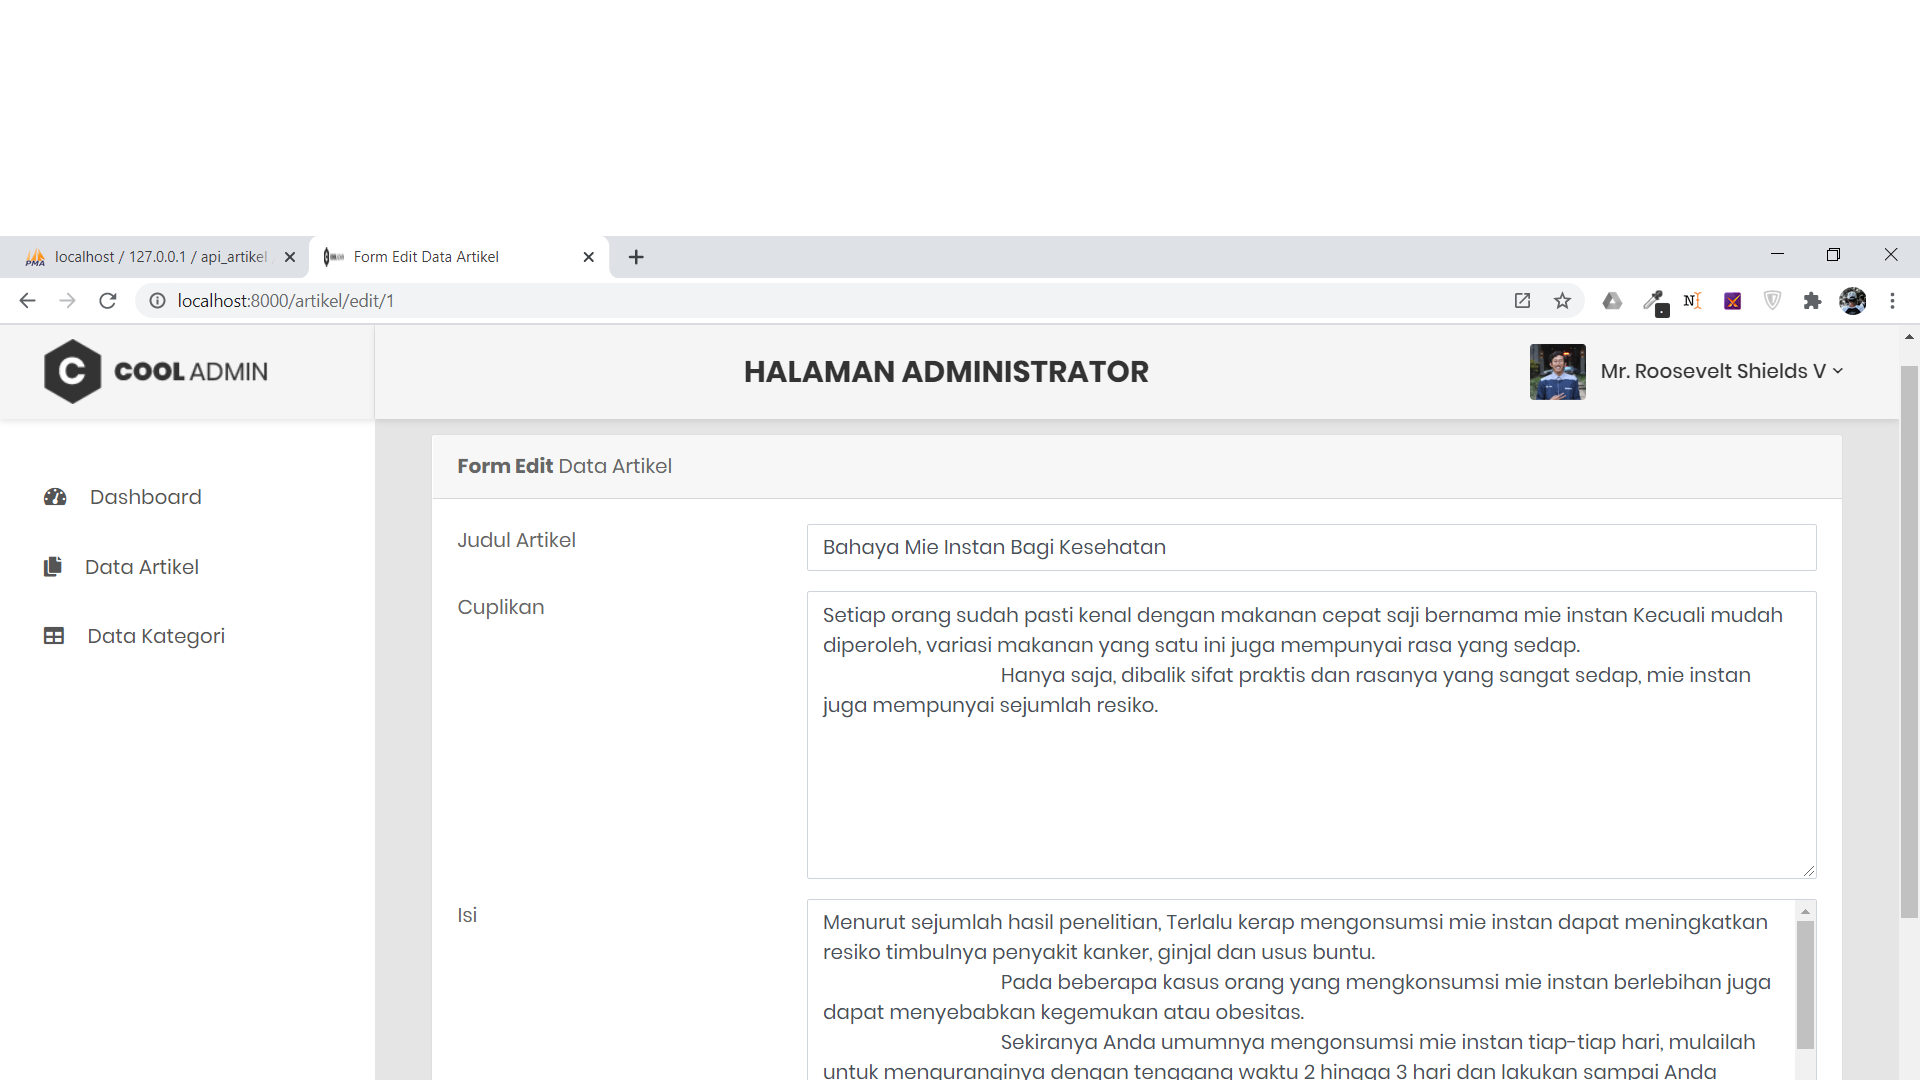 localhost / 127.0.0.1 / api_artikel
Form Edit Data Artikel
localhost:8000/artikel/edit/1
COOL ADMIN
HALAMAN ADMINISTRATOR
Mr. Roosevelt Shields V
Dashboard
Data Artikel
Data Kategori
Form Edit Data Artikel
Judul Artikel
Bahaya Mie Instan Bagi Kesehatan
Cuplikan
Setiap orang sudah pasti kenal dengan makanan cepat saji bernama mie instan Kecuali mudah
diperoleh, variasi makanan yang satu ini juga mempunyai rasa yang sedap.
Hanya saja, dibalik sifat praktis dan rasanya yang sangat sedap, mie instan
juga mempunyai sejumlah resiko.
Isi
Menurut sejumlah hasil penelitian, Terlalu kerap mengonsumsi mie instan dapat meningkatkan
resiko timbulnya penyakit kanker, ginjal dan usus buntu.
Pada beberapa kasus orang yang mengkonsumsi mie instan berlebihan juga
dapat menyebabkan kegemukan atau obesitas.
Sekiranya Anda umumnya mengonsumsi mie instan tiap-tiap hari, mulailah
untuk menguranginya dengan tenggang waktu 2 hingga 3 hari dan lakukan sampai Anda